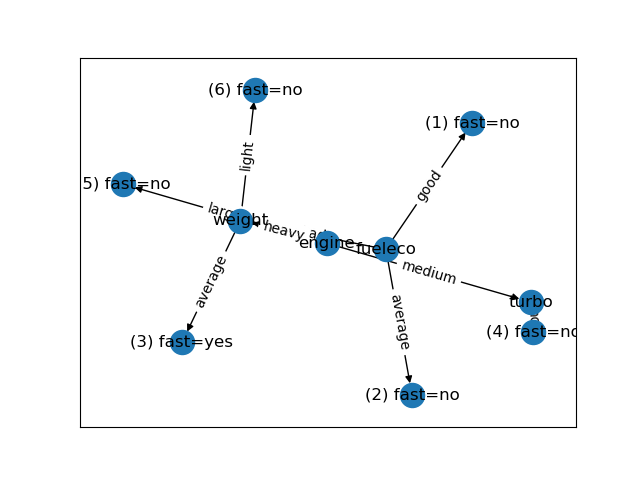 (6) fast=no
(1) fast=no
light
good
5) fast=no
weight
heavy
engine
fueleco
medium
average
turbo
average
(3) fast=yes
(4) fast=no
(2) fast=no